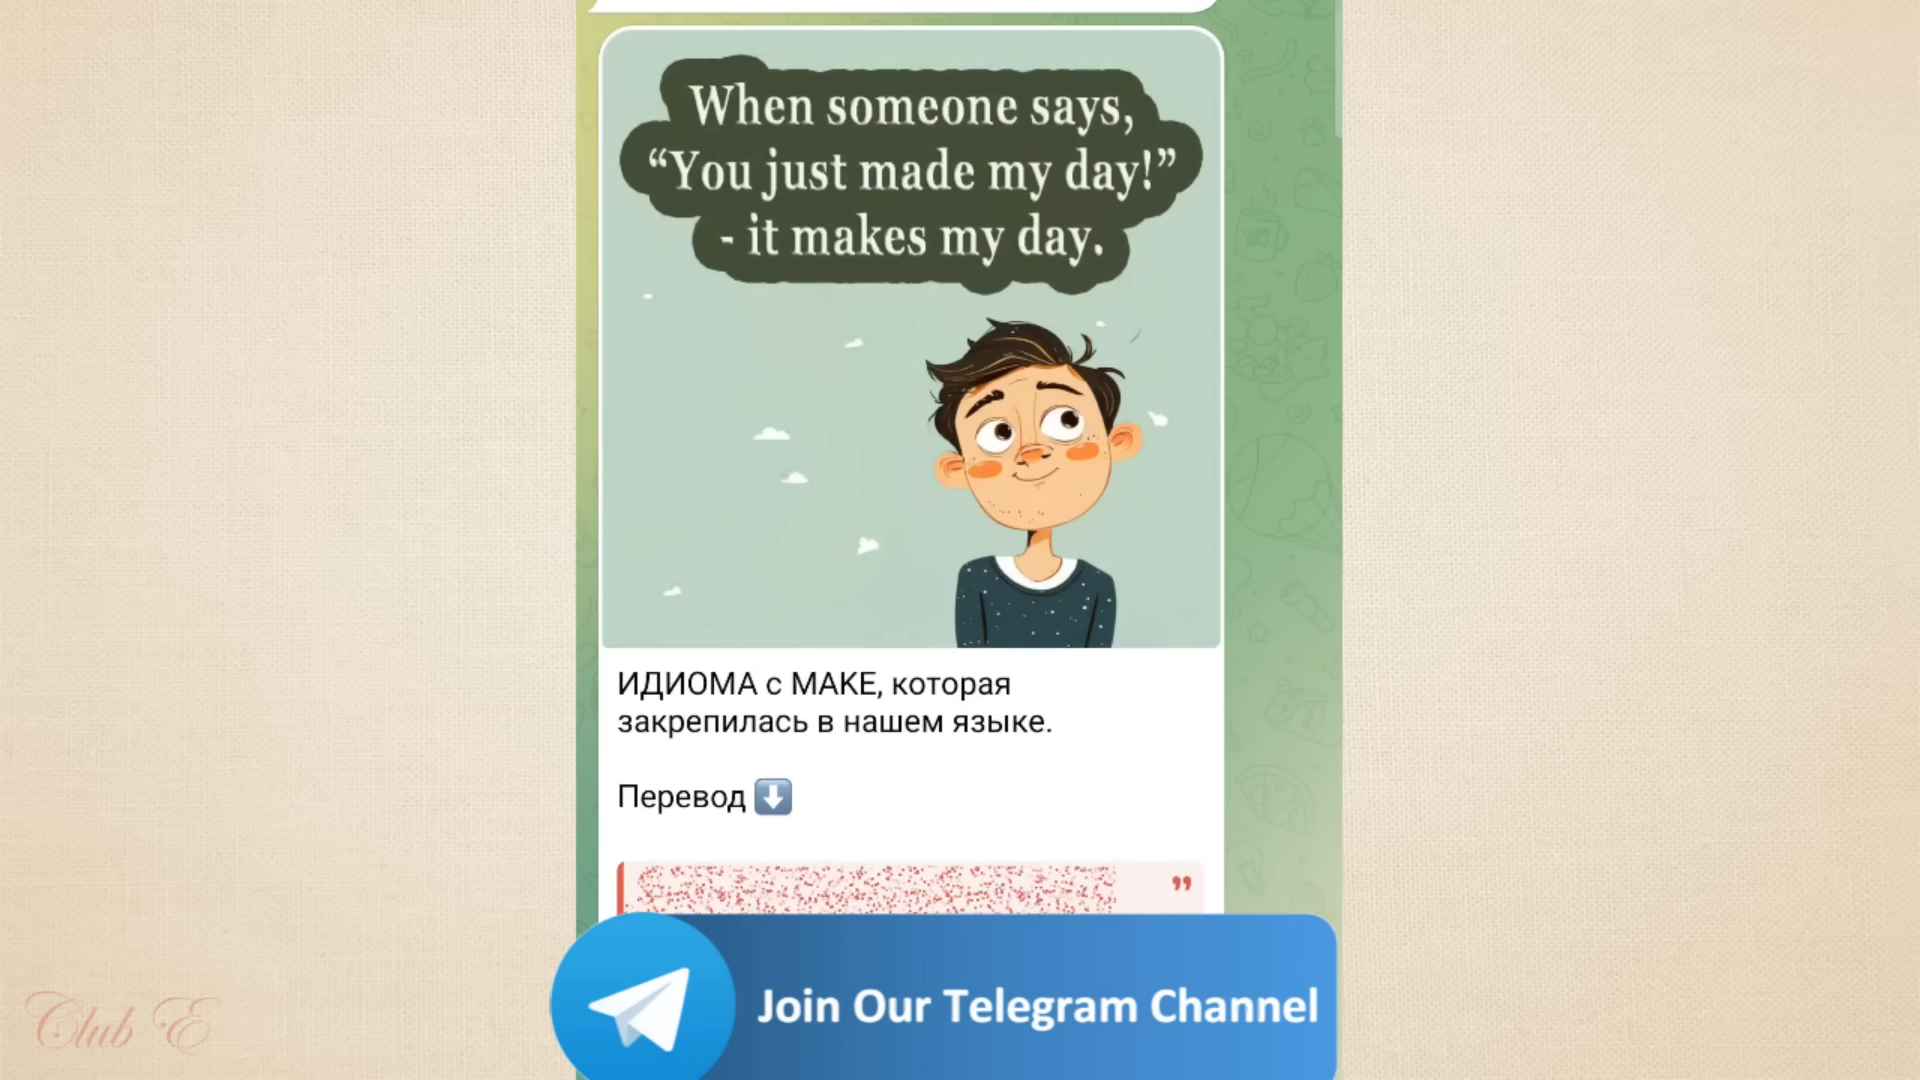 When someone says,
“You just made my day!”
- it makes my day.
ИДИОМА с MAKE, которая
закрепилась в нашем языке.
Перевод ⬇️
Join Our Telegram Channel
Club E